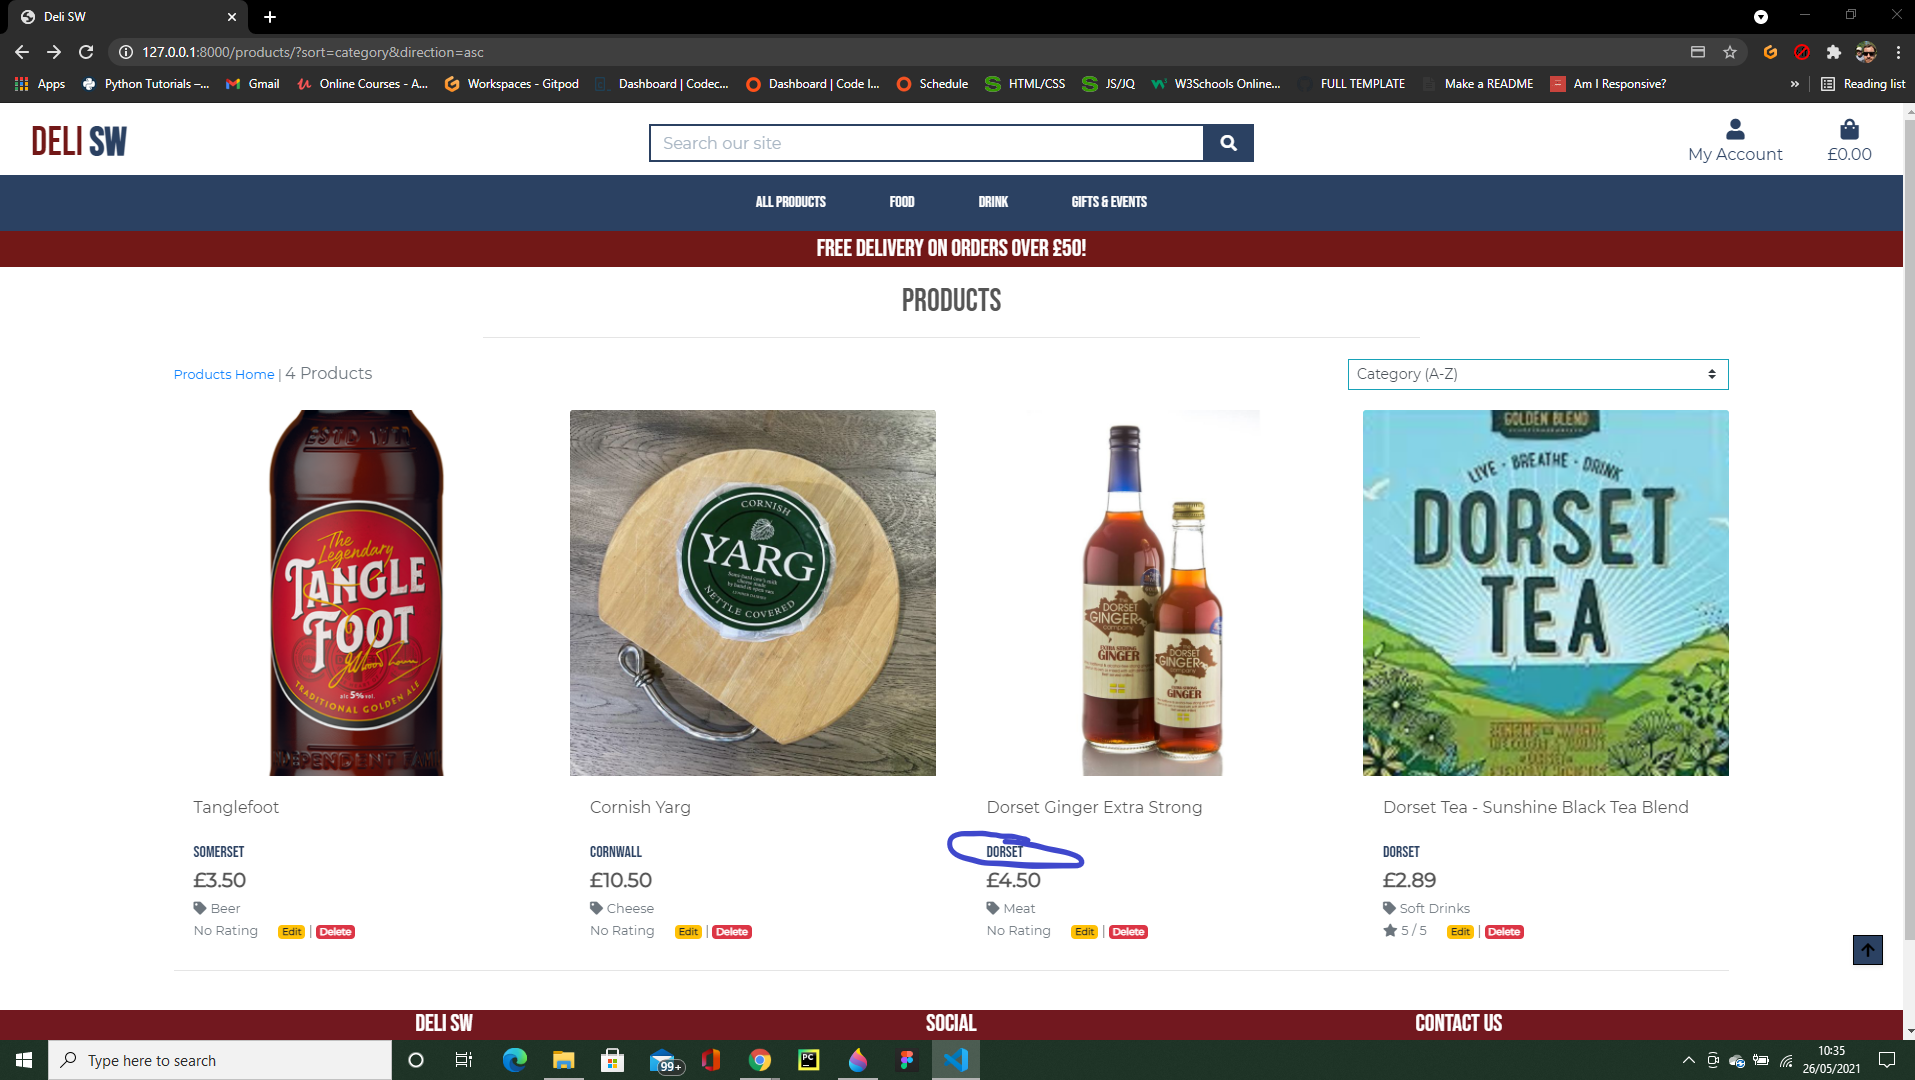 Deli SW
127.0.0.1:8000/products/?sort=category&direction=asc
Apps Python Tutorials –... Gmail Online Courses - A... Workspaces - Gitpod Dashboard | Codec... Dashboard | Code I... Schedule HTML/CSS JS/JQ W3Schools Online... FULL TEMPLATE Make a README Am I Responsive? » Reading list
DELI SW
Search our site
My Account
£0.00
ALL PRODUCTS FOOD DRINK GIFTS & EVENTS
FREE DELIVERY ON ORDERS OVER £50!
PRODUCTS
Products Home | 4 Products
Category (A-Z)
The
Legendary
TANGLE
FOOT
alc 5% vol.
TRADITIONAL GOLDEN ALE
CORNISH
YARG
NETTLE COVERED
the
DORSET
GINGER
company
EXTRA STRONG
GINGER
DORSET
GINGER
GINGER
GOLDEN BLEND
LIVE · BREATHE · DRINK
DORSET
TEA
Tanglefoot
SOMERSET
£3.50
Beer
No Rating Edit | Delete
Cornish Yarg
CORNWALL
£10.50
Cheese
No Rating Edit | Delete
Dorset Ginger Extra Strong
DORSET
£4.50
Meat
No Rating Edit | Delete
Dorset Tea - Sunshine Black Tea Blend
DORSET
£2.89
Soft Drinks
5 / 5 Edit | Delete
DELI SW SOCIAL CONTACT US
Type here to search
99+
PC
10:35
26/05/2021